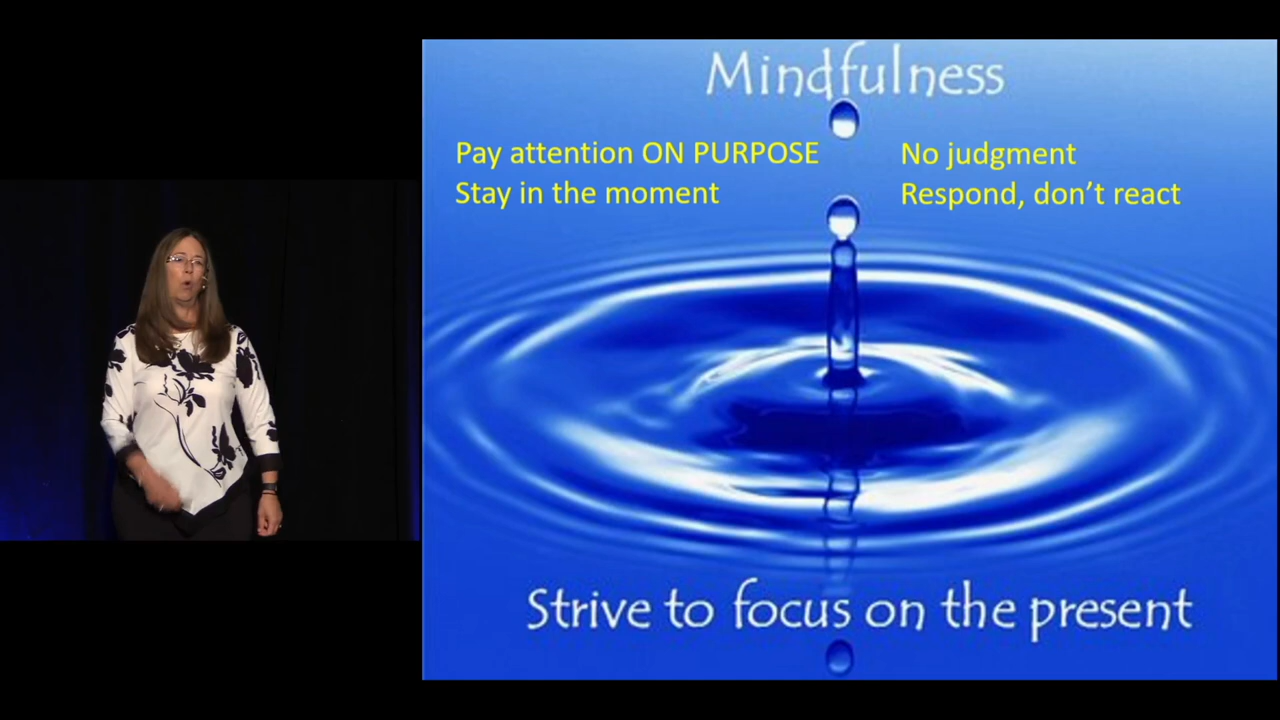 Mindfulness
Pay attention ON PURPOSE
Stay in the moment
No judgment
Respond, don’t react
Strive to focus on the present